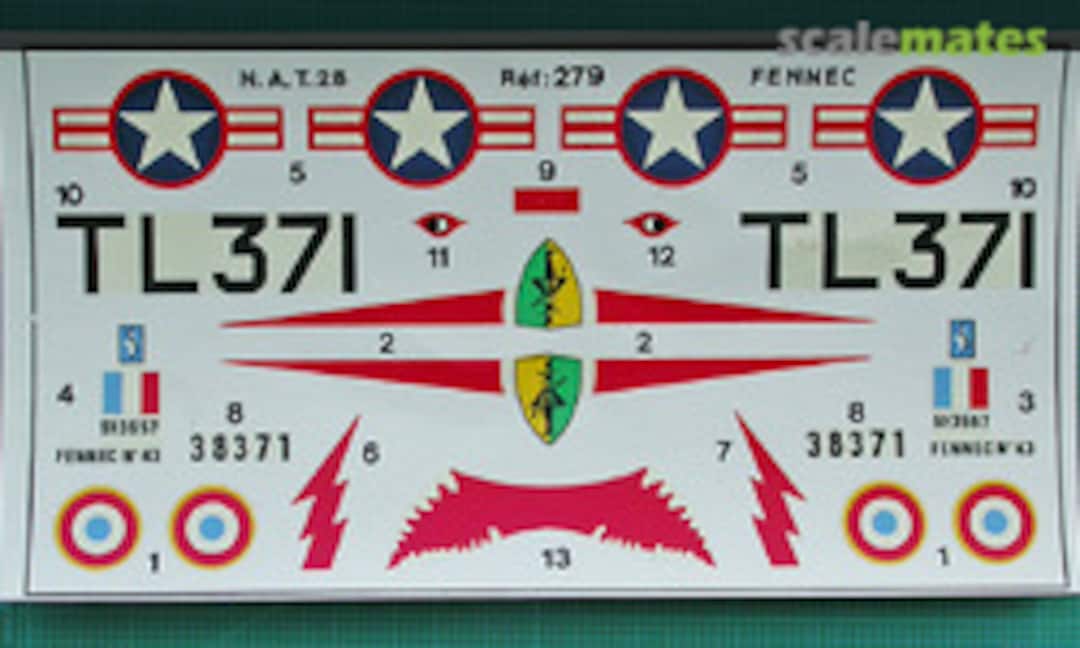 scalemates
N.A.T.28 Réf:279 FENNEC
5 9 5
10 10
TL371 TL371
11 12
2 2
4 3
8 8
FENNEC N°43 38371 38371 FENNEC N°43
6 7
1 13 1